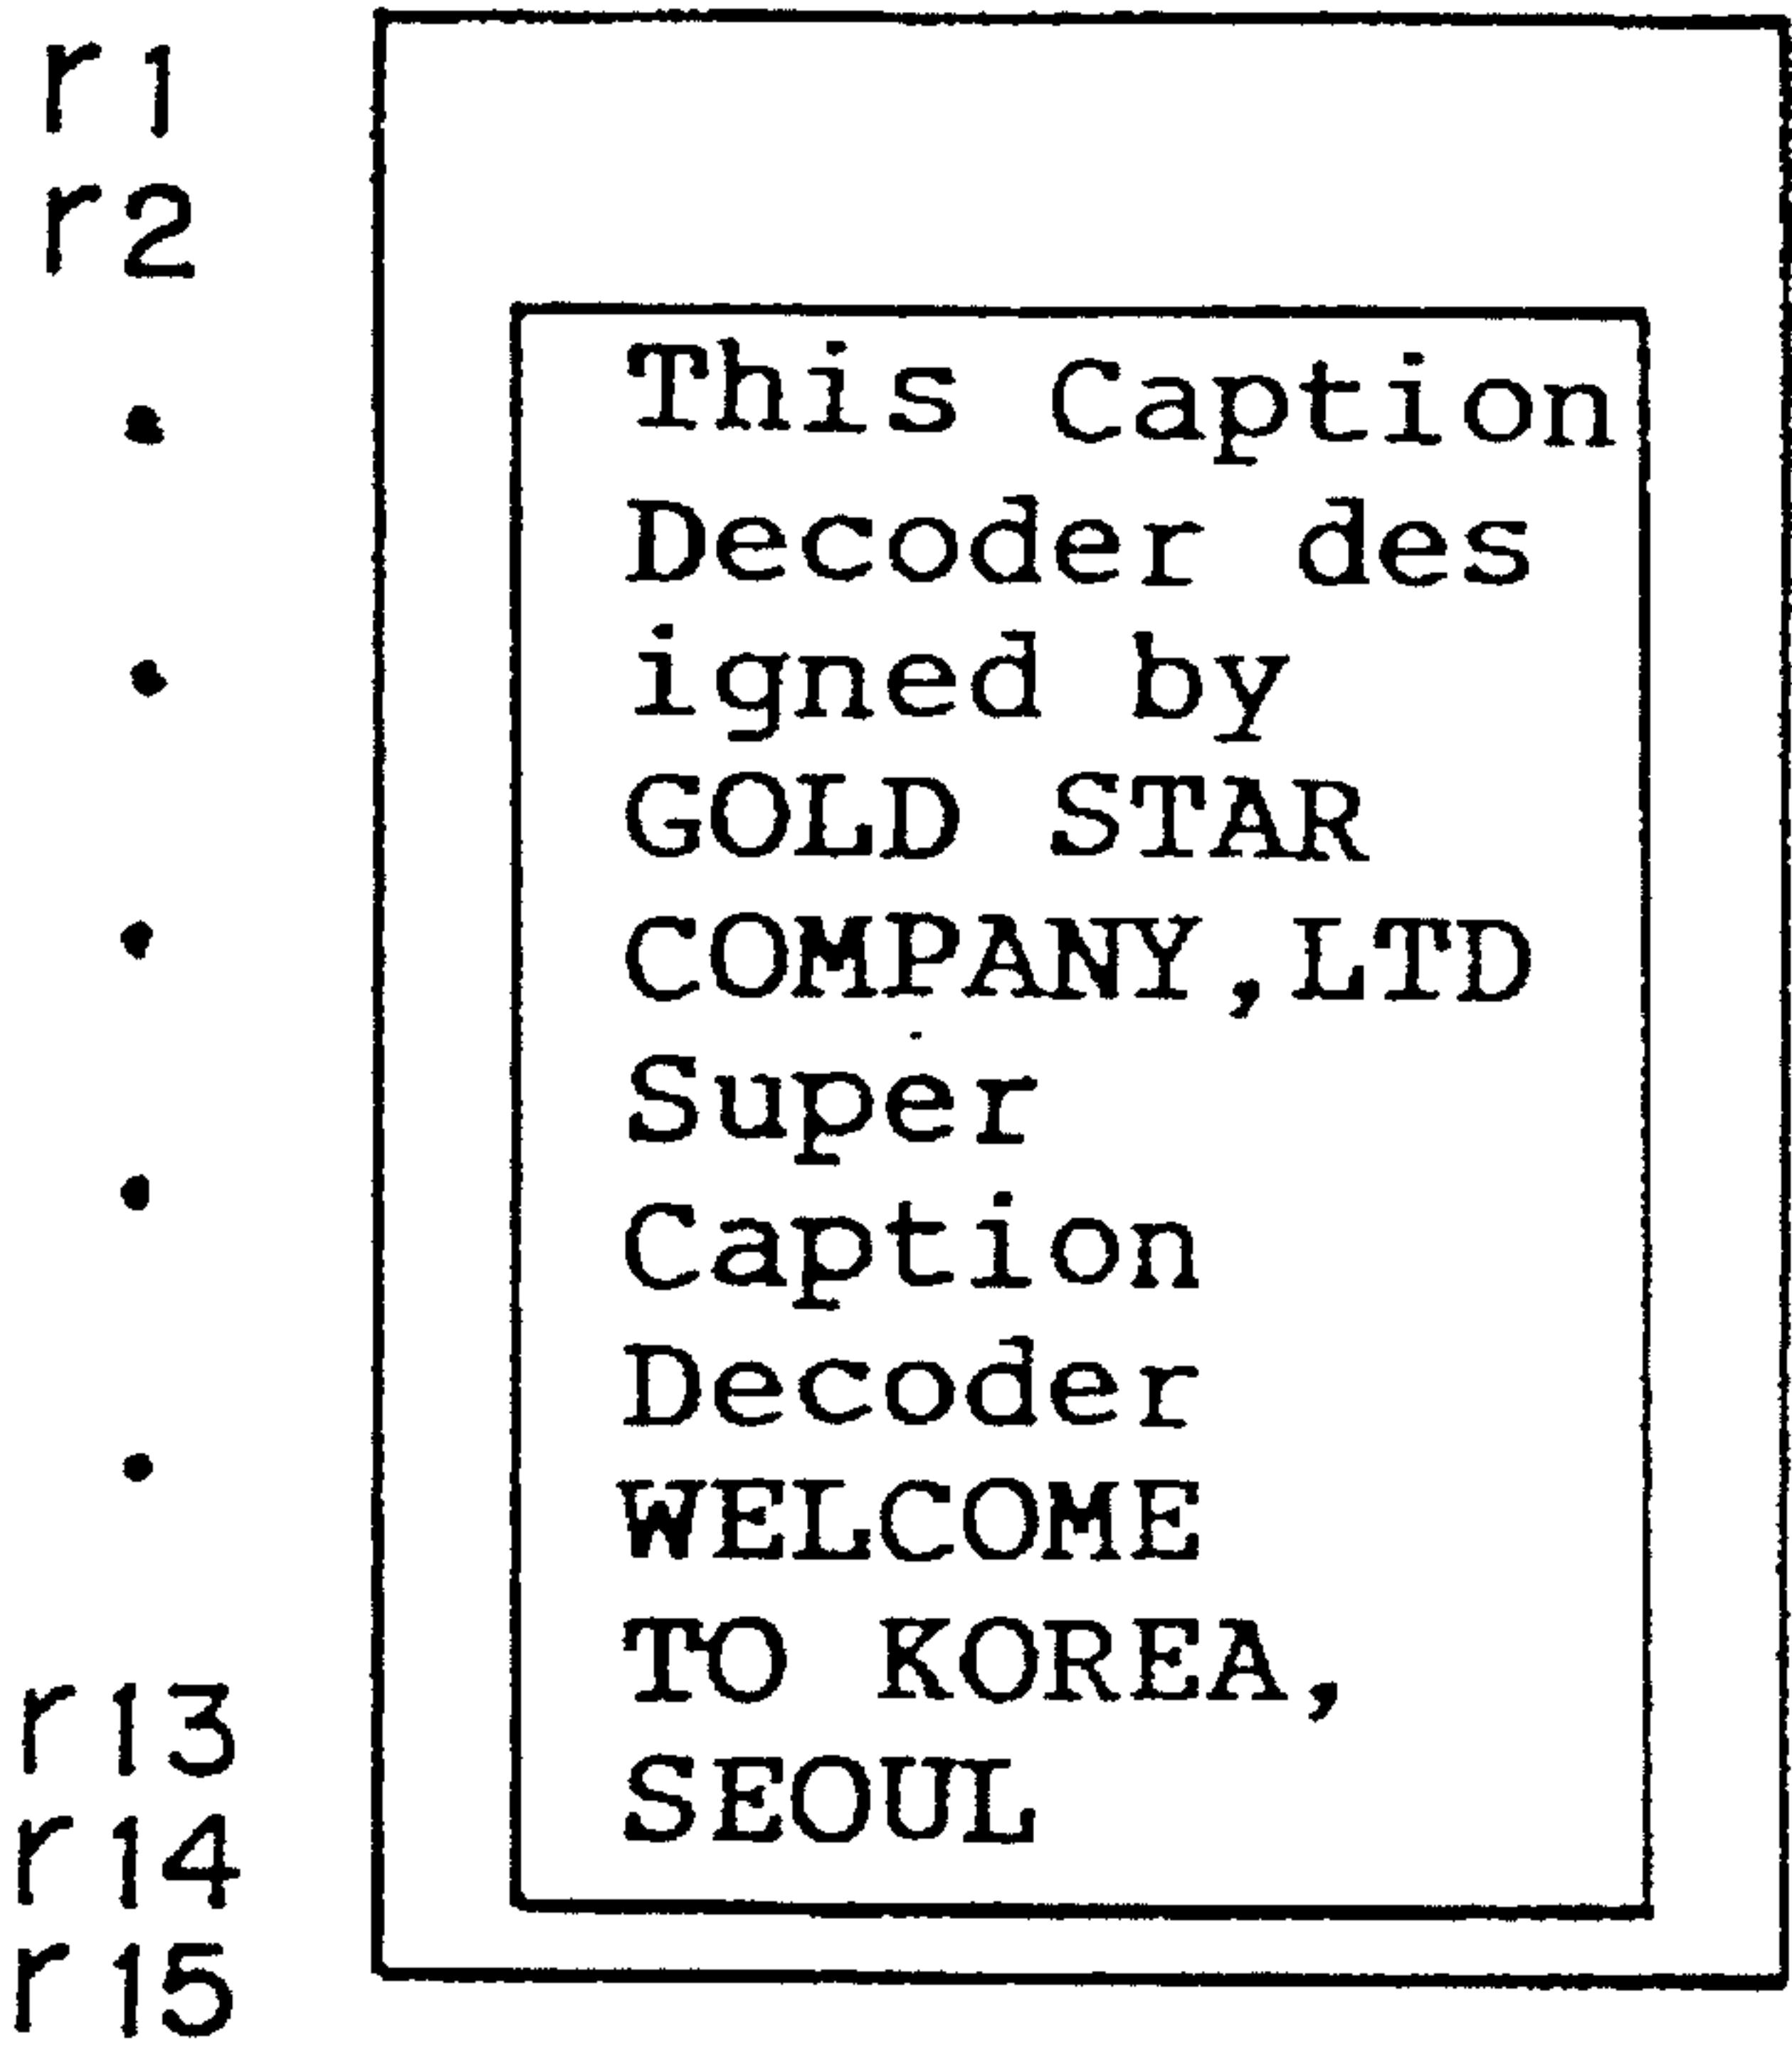 r1
r2
This Caption
Decoder des
igned by
GOLD STAR
COMPANY,LTD
Super
Caption
Decoder
WELCOME
TO KOREA,
SEOUL
r13
r14
r15